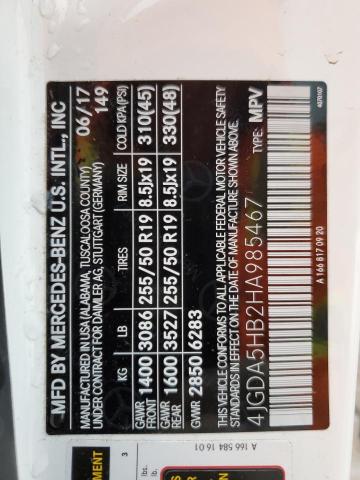 MFD BY MERCEDES-BENZ U.S. INTL., INC
MANUFACTURED IN USA (ALABAMA, TUSCALOOSA COUNTY) 06/17
UNDER CONTRACT FOR DAIMLER AG, STUTTGART (GERMANY) 149
KG LB TIRES RIM SIZE COLD KPA(PSI)
GAWR FRONT 1400 3086 255/50 R19 8.5Jx19 310(45)
GAWR REAR 1600 3527 255/50 R19 8.5Jx19 330(48)
GVWR 2850 6283
THIS VEHICLE CONFORMS TO ALL APPLICABLE FEDERAL MOTOR VEHICLE SAFETY
STANDARDS IN EFFECT ON THE DATE OF MANUFACTURE SHOWN ABOVE.
4JGDA5HB2HA985467 TYPE: MPV
A 166 817 09 20
A 166 584 16 01
3
lbs.